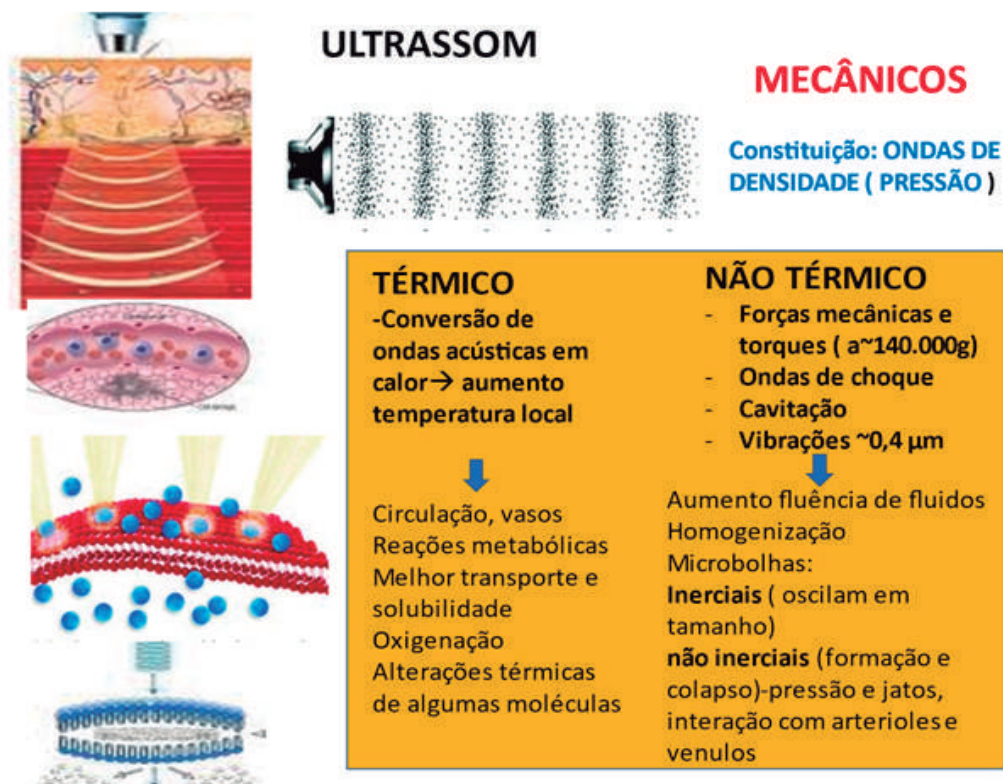 ULTRASSOM
MECÂNICOS
Constituição: ONDAS DE
DENSIDADE ( PRESSÃO )
TÉRMICO
-Conversão de
ondas acústicas em
calor→ aumento
temperatura local
Circulação, vasos
Reações metabólicas
Melhor transporte e
solubilidade
Oxigenação
Alterações térmicas
de algumas moléculas
NÃO TÉRMICO
- Forças mecânicas e
torques ( a~140.000g)
- Ondas de choque
- Cavitação
- Vibrações ~0,4 µm
Aumento fluência de fluidos
Homogenização
Microbolhas:
Inerciais ( oscilam em
tamanho)
não inerciais (formação e
colapso)-pressão e jatos,
interação com arterioles e
venulos